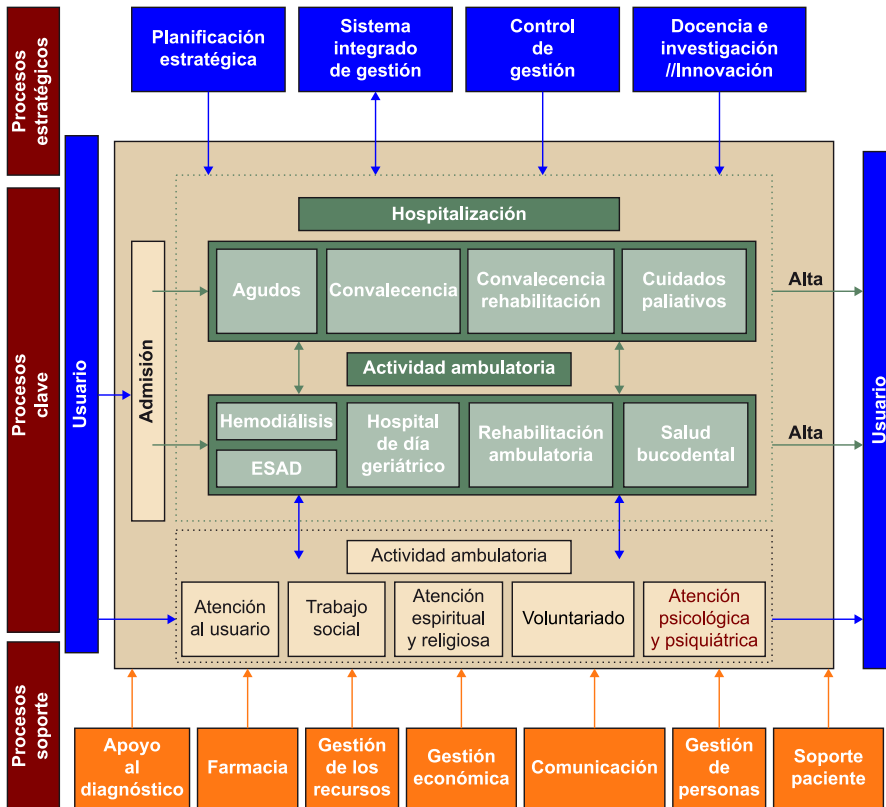 Procesos
estratégicos
Planificación
estratégica
Sistema
integrado
de gestión
Control
de
gestión
Docencia e
investigación
//Innovación
Procesos
clave
Usuario
Admisión
Hospitalización
Agudos
Convalecencia
Convalecencia
rehabilitación
Cuidados
paliativos
Alta
Actividad ambulatoria
Hemodiálisis
ESAD
Hospital
de día
geriátrico
Rehabilitación
ambulatoria
Salud
bucodental
Alta
Usuario
Actividad ambulatoria
Atención
al usuario
Trabajo
social
Atención
espiritual
y religiosa
Voluntariado
Atención
psicológica
y psiquiátrica
Procesos
soporte
Apoyo
al
diagnóstico
Farmacia
Gestión
de los
recursos
Gestión
económica
Comunicación
Gestión
de
personas
Soporte
paciente